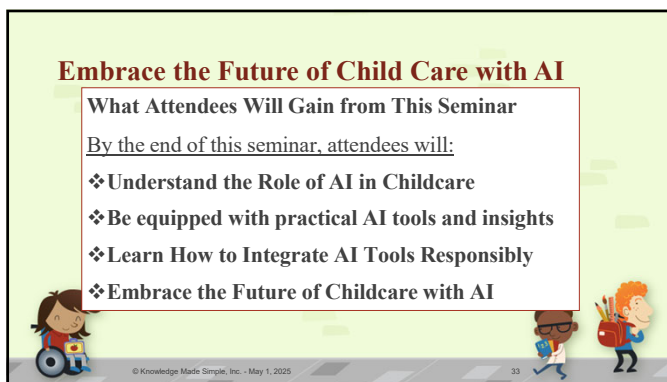 Embrace the Future of Child Care with AI
What Attendees Will Gain from This Seminar
By the end of this seminar, attendees will:
❖Understand the Role of AI in Childcare
❖Be equipped with practical AI tools and insights
❖Learn How to Integrate AI Tools Responsibly
❖Embrace the Future of Childcare with AI
© Knowledge Made Simple, Inc. - May 1, 2025
33